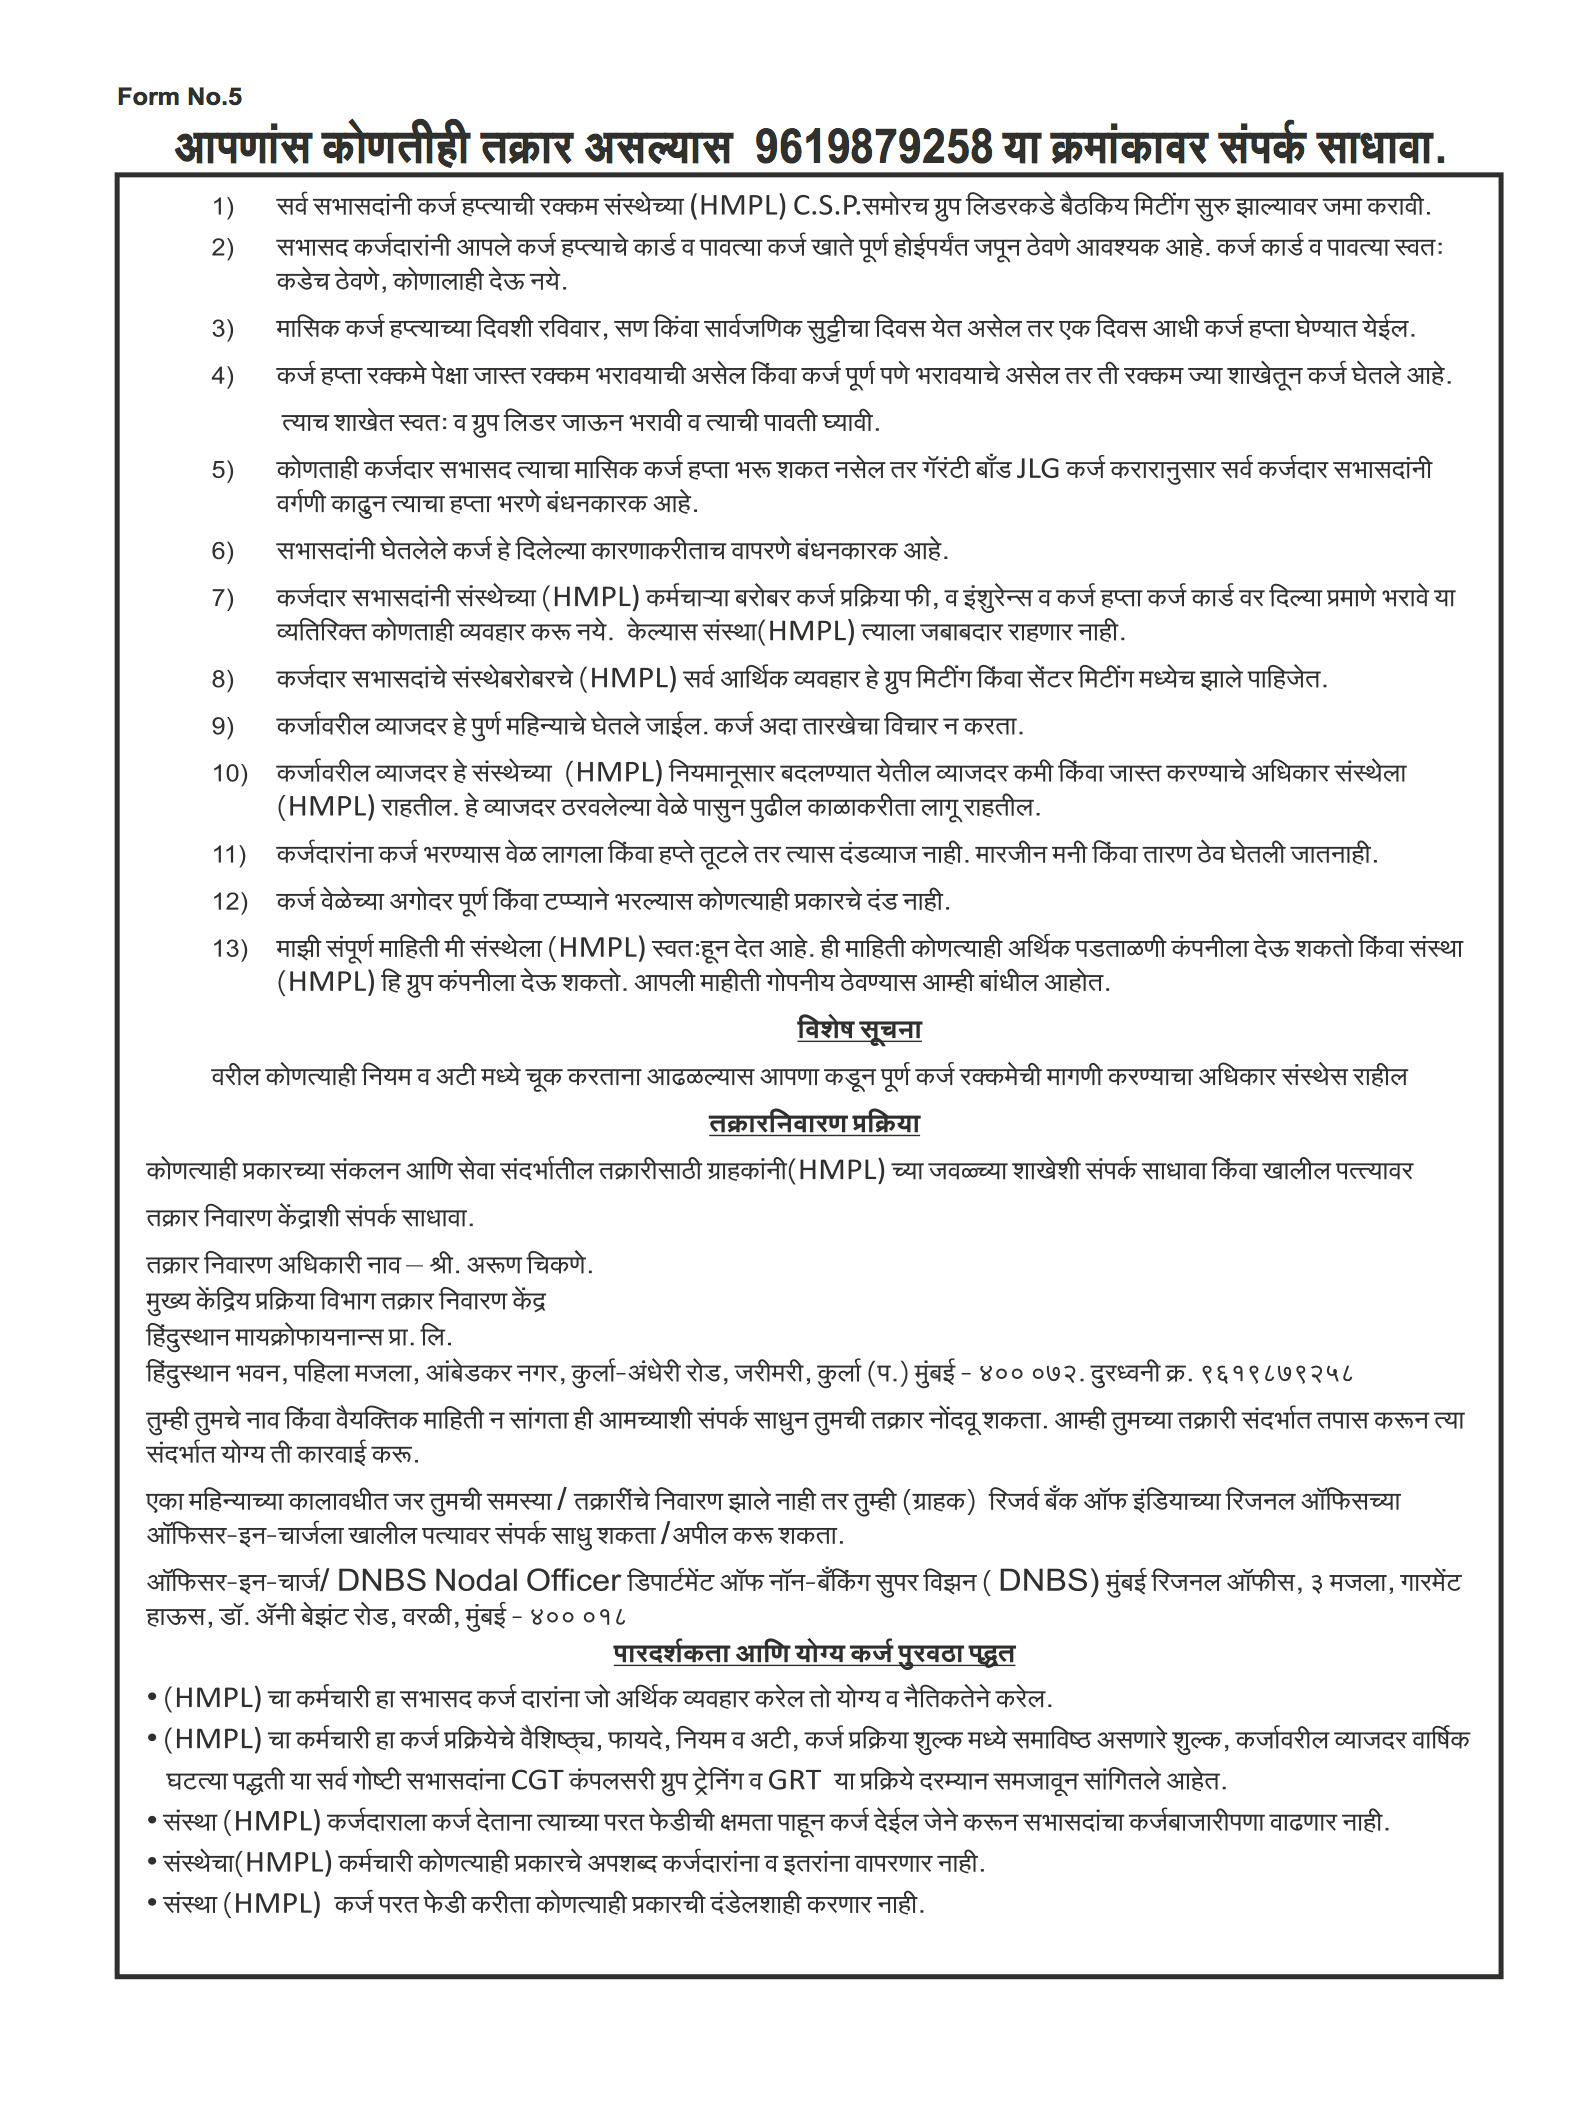 Form No.5
आपणांस कोणतीही तक्रार असल्यास 9619879258 या क्रमांकावर संपर्क साधावा.
1) सर्व सभासदांनी कर्ज हप्त्याची रक्कम संस्थेच्या (HMPL) C.S.P.समोरच ग्रुप लिडरकडे बैठकिय मिटींग सुरु झाल्यावर जमा करावी.
2) सभासद कर्जदारांनी आपले कर्ज हप्त्याचे कार्ड व पावत्या कर्ज खाते पूर्ण होईपर्यंत जपून ठेवणे आवश्यक आहे. कर्ज कार्ड व पावत्या स्वतः
कडेच ठेवणे, कोणालाही देऊ नये.
3) मासिक कर्ज हप्त्याच्या दिवशी रविवार, सण किंवा सार्वजणिक सुट्टीचा दिवस येत असेल तर एक दिवस आधी कर्ज हप्ता घेण्यात येईल.
4) कर्ज हप्ता रक्कमे पेक्षा जास्त रक्कम भरावयाची असेल किंवा कर्ज पूर्ण पणे भरावयाचे असेल तर ती रक्कम ज्या शाखेतून कर्ज घेतले आहे.
त्याच शाखेत स्वतः व ग्रुप लिडर जाऊन भरावी व त्याची पावती घ्यावी.
5) कोणताही कर्जदार सभासद त्याचा मासिक कर्ज हप्ता भरू शकत नसेल तर गॅरंटी बाँड JLG कर्ज करारानुसार सर्व कर्जदार सभासदांनी
वर्गणी काढुन त्याचा हप्ता भरणे बंधनकारक आहे.
6) सभासदांनी घेतलेले कर्ज हे दिलेल्या कारणाकरीताच वापरणे बंधनकारक आहे.
7) कर्जदार सभासदांनी संस्थेच्या (HMPL) कर्मचाऱ्या बरोबर कर्ज प्रक्रिया फी, व इंशुरेन्स व कर्ज हप्ता कर्ज कार्ड वर दिल्या प्रमाणे भरावे या
व्यतिरिक्त कोणताही व्यवहार करू नये. केल्यास संस्था(HMPL) त्याला जबाबदार राहणार नाही.
8) कर्जदार सभासदांचे संस्थेबरोबरचे (HMPL) सर्व आर्थिक व्यवहार हे ग्रुप मिटींग किंवा सेंटर मिटींग मध्येच झाले पाहिजेत.
9) कर्जावरील व्याजदर हे पुर्ण महिन्याचे घेतले जाईल. कर्ज अदा तारखेचा विचार न करता.
10) कर्जावरील व्याजदर हे संस्थेच्या (HMPL) नियमानूसार बदलण्यात येतील व्याजदर कमी किंवा जास्त करण्याचे अधिकार संस्थेला
(HMPL) राहतील. हे व्याजदर ठरवलेल्या वेळे पासुन पुढील काळाकरीता लागू राहतील.
11) कर्जदारांना कर्ज भरण्यास वेळ लागला किंवा हप्ते तूटले तर त्यास दंडव्याज नाही. मारजीन मनी किंवा तारण ठेव घेतली जातनाही.
12) कर्ज वेळेच्या अगोदर पूर्ण किंवा टप्प्याने भरल्यास कोणत्याही प्रकारचे दंड नाही.
13) माझी संपूर्ण माहिती मी संस्थेला (HMPL) स्वतःहून देत आहे. ही माहिती कोणत्याही अर्थिक पडताळणी कंपनीला देऊ शकतो किंवा संस्था
(HMPL) हि ग्रुप कंपनीला देऊ शकतो. आपली माहीती गोपनीय ठेवण्यास आम्ही बांधील आहोत.
विशेष सूचना
वरील कोणत्याही नियम व अटी मध्ये चूक करताना आढळल्यास आपणा कडून पूर्ण कर्ज रक्कमेची मागणी करण्याचा अधिकार संस्थेस राहील
तक्रारनिवारण प्रक्रिया
कोणत्याही प्रकारच्या संकलन आणि सेवा संदर्भातील तक्रारीसाठी ग्राहकांनी(HMPL) च्या जवळच्या शाखेशी संपर्क साधावा किंवा खालील पत्त्यावर
तक्रार निवारण केंद्राशी संपर्क साधावा.
तक्रार निवारण अधिकारी नाव – श्री. अरूण चिकणे.
मुख्य केंद्रिय प्रक्रिया विभाग तक्रार निवारण केंद्र
हिंदुस्थान मायक्रोफायनान्स प्रा. लि.
हिंदुस्थान भवन, पहिला मजला, आंबेडकर नगर, कुर्ला-अंधेरी रोड, जरीमरी, कुर्ला (प.) मुंबई - ४०० ०७२. दुरध्वनी क्र. ९६१९८७९२५८
तुम्ही तुमचे नाव किंवा वैयक्तिक माहिती न सांगता ही आमच्याशी संपर्क साधुन तुमची तक्रार नोंदवू शकता. आम्ही तुमच्या तक्रारी संदर्भात तपास करून त्या
संदर्भात योग्य ती कारवाई करू.
एका महिन्याच्या कालावधीत जर तुमची समस्या / तक्रारींचे निवारण झाले नाही तर तुम्ही (ग्राहक) रिजर्व बँक ऑफ इंडियाच्या रिजनल ऑफिसच्या
ऑफिसर-इन-चार्जला खालील पत्यावर संपर्क साधु शकता /अपील करू शकता.
ऑफिसर-इन-चार्ज/ DNBS Nodal Officer डिपार्टमेंट ऑफ नॉन-बँकिंग सुपर विझन ( DNBS) मुंबई रिजनल ऑफीस, ३ मजला, गारमेंट
हाऊस, डॉ. ॲनी बेझंट रोड, वरळी, मुंबई - ४०० ०१८
पारदर्शकता आणि योग्य कर्ज पुरवठा पद्धत
• (HMPL) चा कर्मचारी हा सभासद कर्ज दारांना जो अर्थिक व्यवहार करेल तो योग्य व नैतिकतेने करेल.
• (HMPL) चा कर्मचारी हा कर्ज प्रक्रियेचे वैशिष्ठ्य, फायदे, नियम व अटी, कर्ज प्रक्रिया शुल्क मध्ये समाविष्ठ असणारे शुल्क, कर्जावरील व्याजदर वार्षिक
घटत्या पद्धती या सर्व गोष्टी सभासदांना CGT कंपलसरी ग्रुप ट्रेनिंग व GRT या प्रक्रिये दरम्यान समजावून सांगितले आहेत.
• संस्था (HMPL) कर्जदाराला कर्ज देताना त्याच्या परत फेडीची क्षमता पाहून कर्ज देईल जेने करून सभासदांचा कर्जबाजारीपणा वाढणार नाही.
• संस्थेचा(HMPL) कर्मचारी कोणत्याही प्रकारचे अपशब्द कर्जदारांना व इतरांना वापरणार नाही.
• संस्था (HMPL) कर्ज परत फेडी करीता कोणत्याही प्रकारची दंडेलशाही करणार नाही.